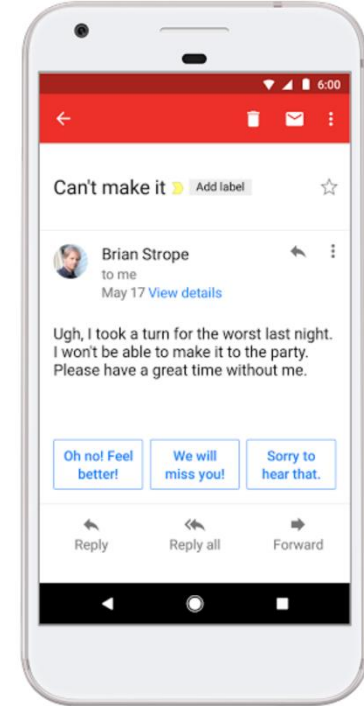 6:00
Can't make it Add label
Brian Strope
to me
May 17 View details
Ugh, I took a turn for the worst last night.
I won't be able to make it to the party.
Please have a great time without me.
Oh no! Feel
better!
We will
miss you!
Sorry to
hear that.
Reply Reply all Forward